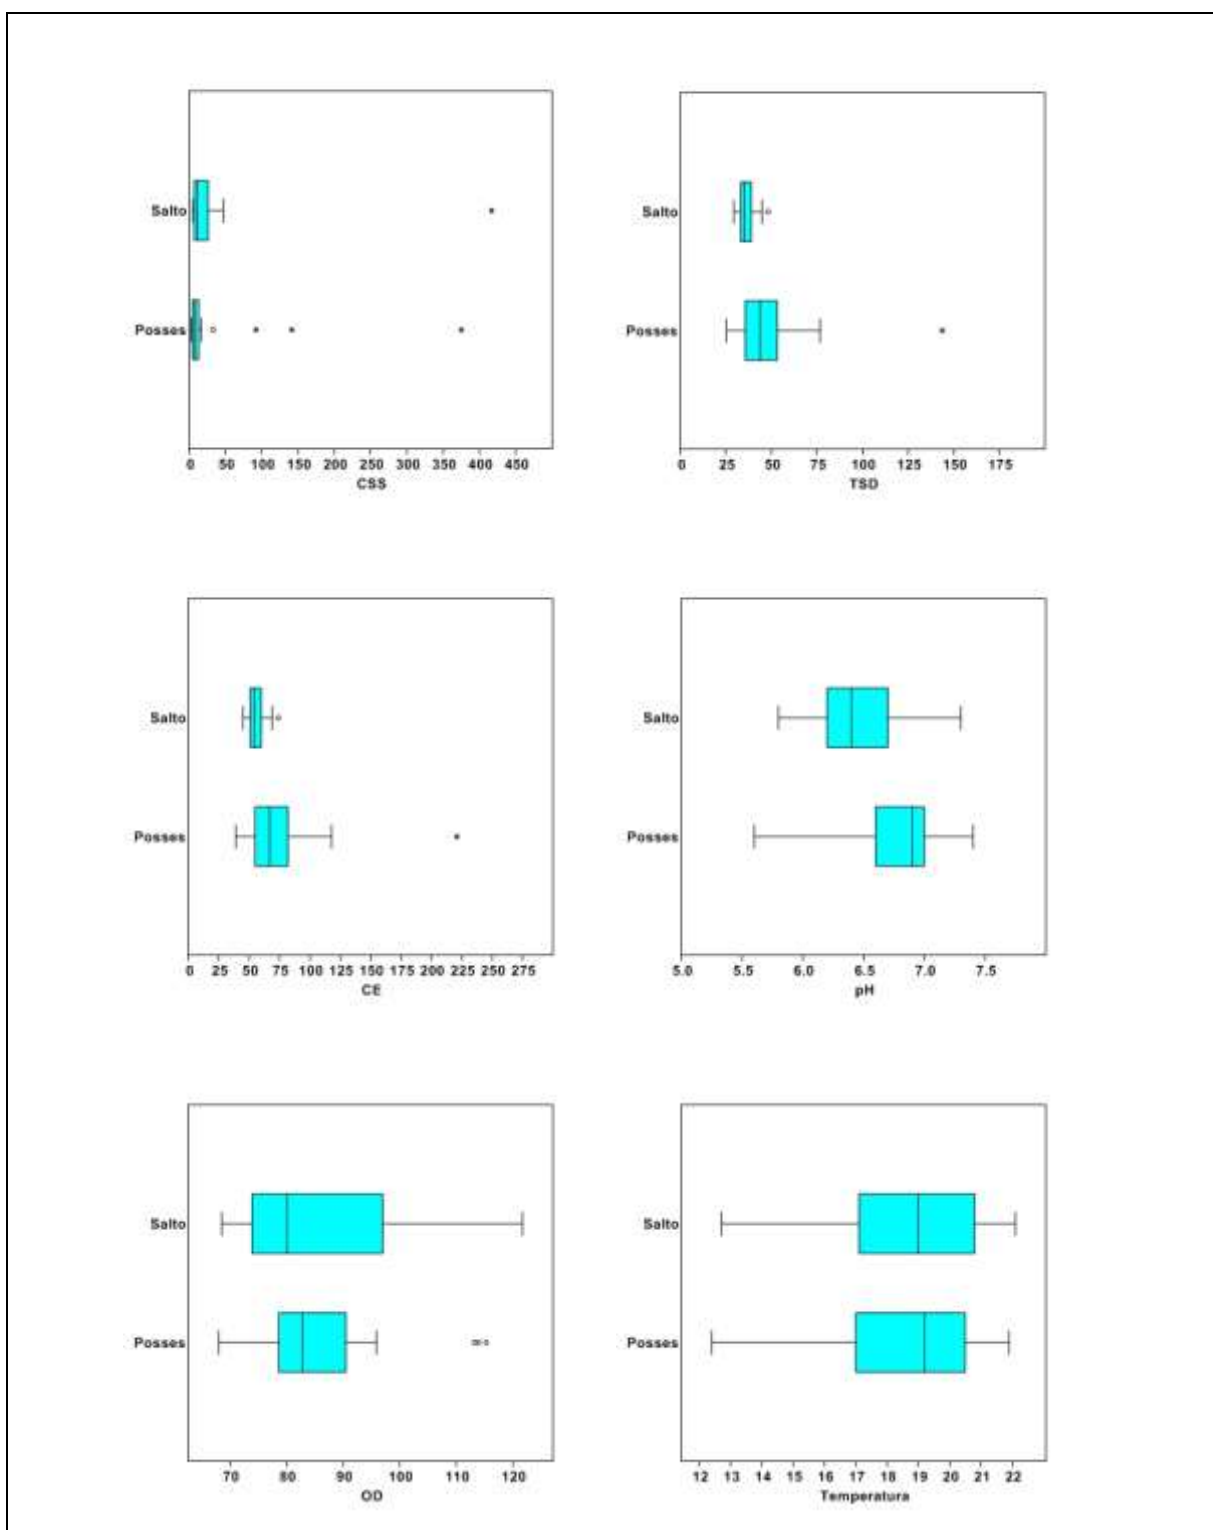 Salto
Posses
0 50 100 150 200 250 300 350 400 450
CSS
Salto
Posses
0 25 50 75 100 125 150 175
TSD
Salto
Posses
0 25 50 75 100 125 150 175 200 225 250 275
CE
Salto
Posses
5.0 5.5 6.0 6.5 7.0 7.5
pH
Salto
Posses
70 80 90 100 110 120
OD
Salto
Posses
12 13 14 15 16 17 18 19 20 21 22
Temperatura